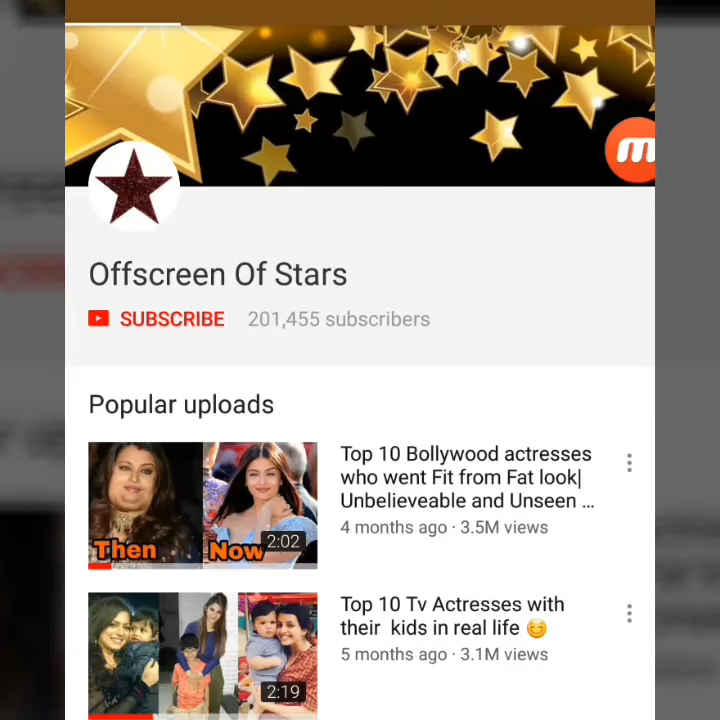 m
Offscreen Of Stars
SUBSCRIBE 201,455 subscribers
Popular uploads
Top 10 Bollywood actresses
who went Fit from Fat look|
Unbelieveable and Unseen ...
4 months ago · 3.5M views
Then Now 2:02
Top 10 Tv Actresses with
their kids in real life 😊
5 months ago · 3.1M views
2:19